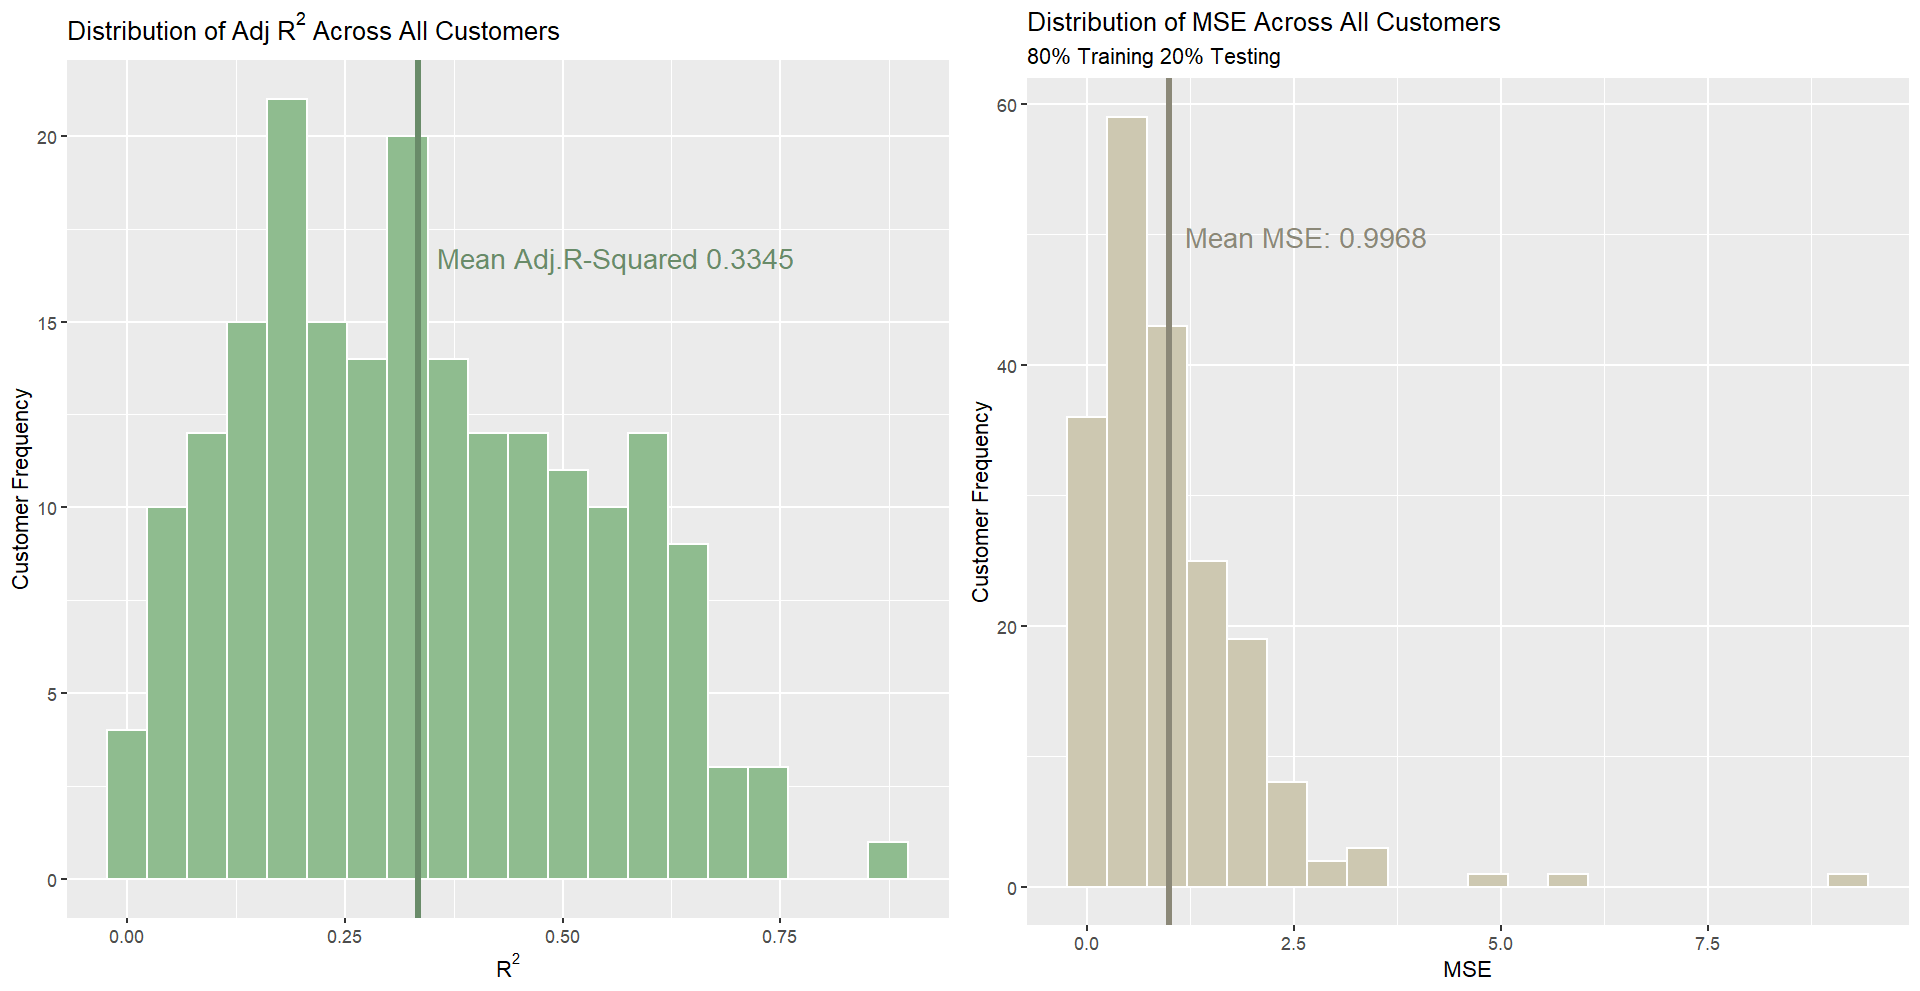 Distribution of Adj R² Across All Customers
20
15
10
5
0
Customer Frequency
Mean Adj.R-Squared 0.3345
0.00 0.25 0.50 0.75
R²
Distribution of MSE Across All Customers
80% Training 20% Testing
60
40
20
0
Customer Frequency
Mean MSE: 0.9968
0.0 2.5 5.0 7.5
MSE